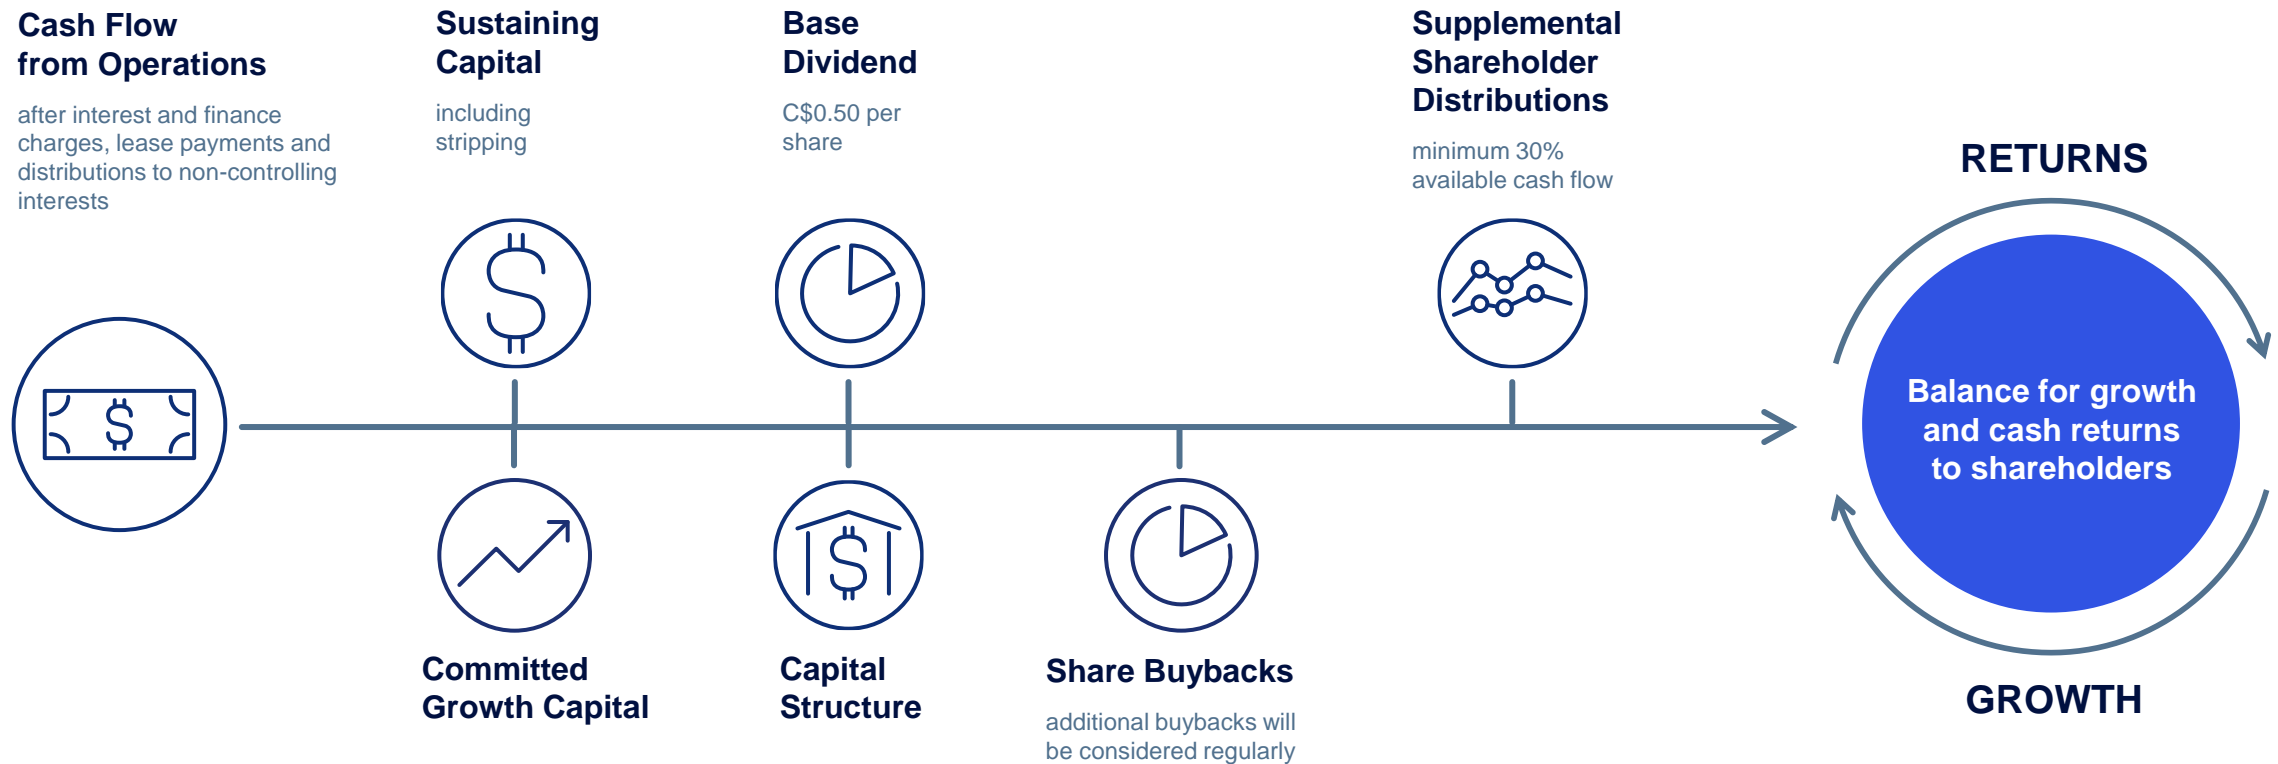 Cash Flow
from Operations
after interest and finance
charges, lease payments and
distributions to non-controlling
interests
Sustaining
Capital
including
stripping
Base
Dividend
C$0.50 per
share
Supplemental
Shareholder
Distributions
minimum 30%
available cash flow
Committed
Growth Capital
Capital
Structure
Share Buybacks
additional buybacks will
be considered regularly
RETURNS
Balance for growth
and cash returns
to shareholders
GROWTH